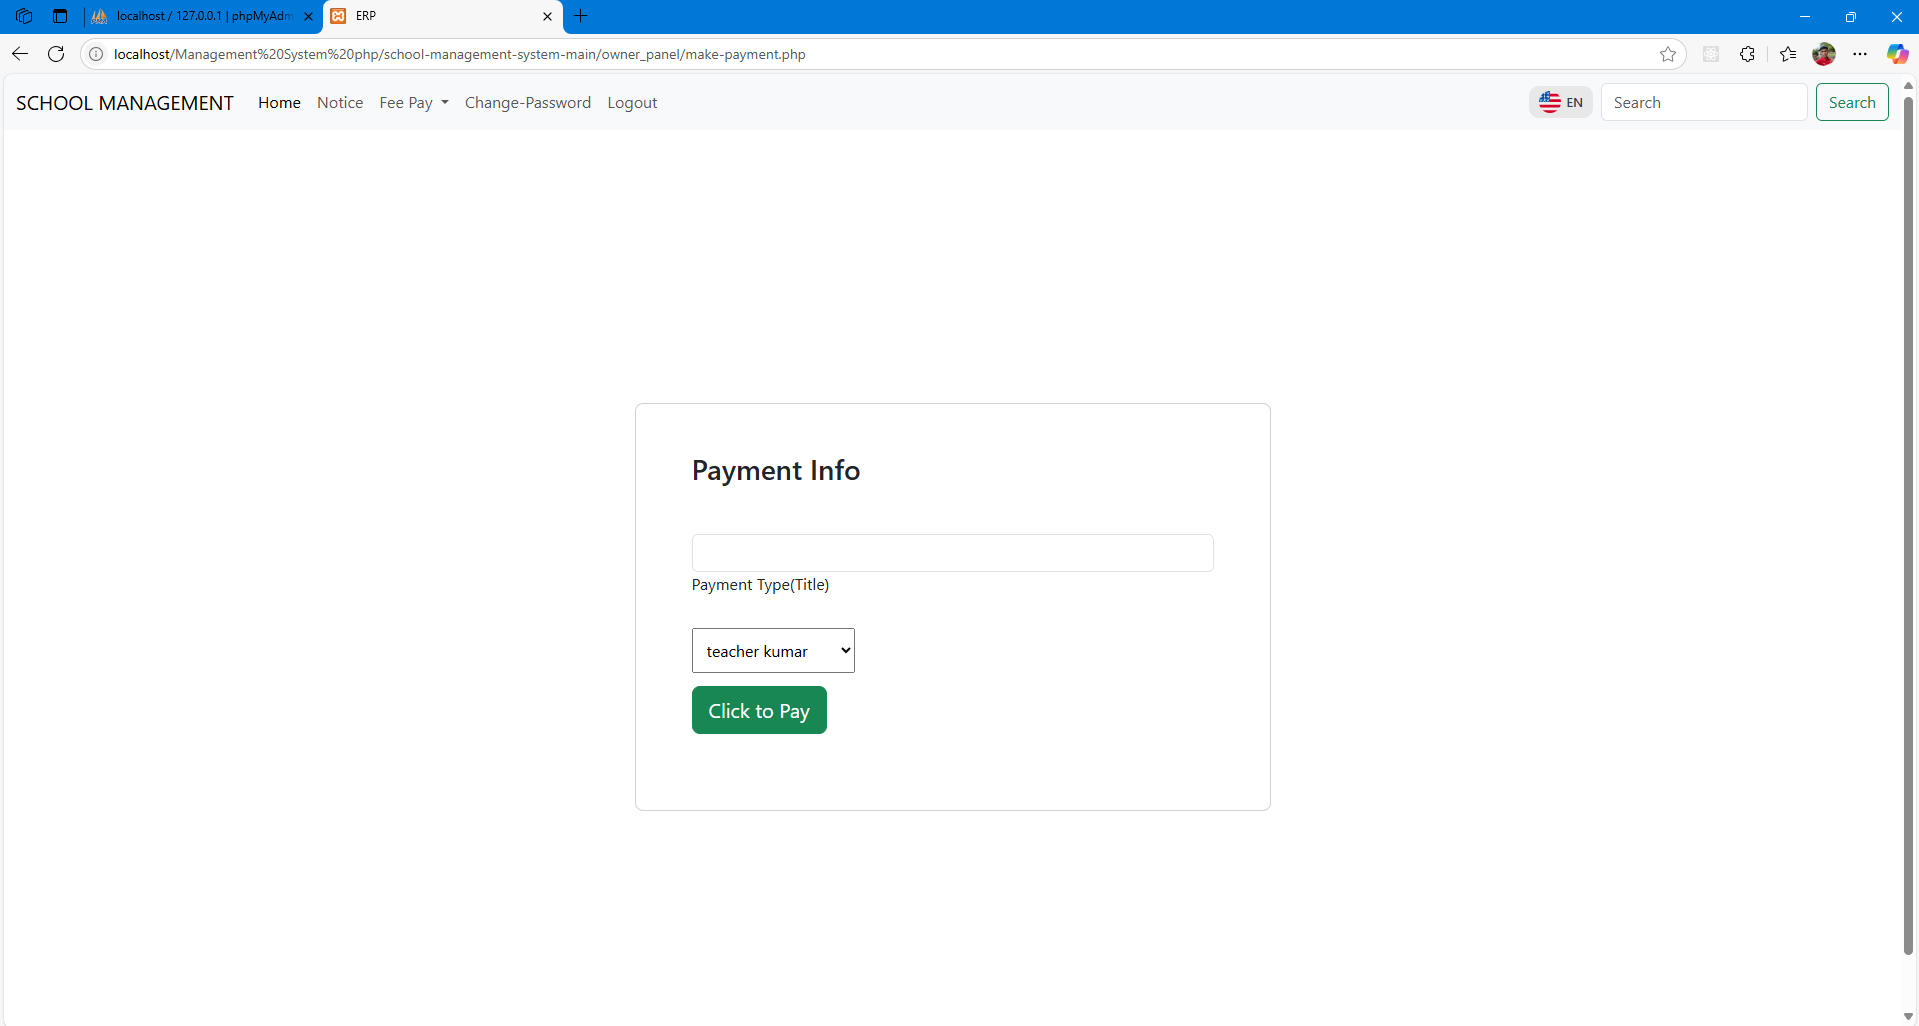 localhost / 127.0.0.1 | phpMyAdm
ERP
localhost/Management%20System%20php/school-management-system-main/owner_panel/make-payment.php
SCHOOL MANAGEMENT Home Notice Fee Pay Change-Password Logout EN Search Search
Payment Info
Payment Type(Title)
teacher kumar
Click to Pay